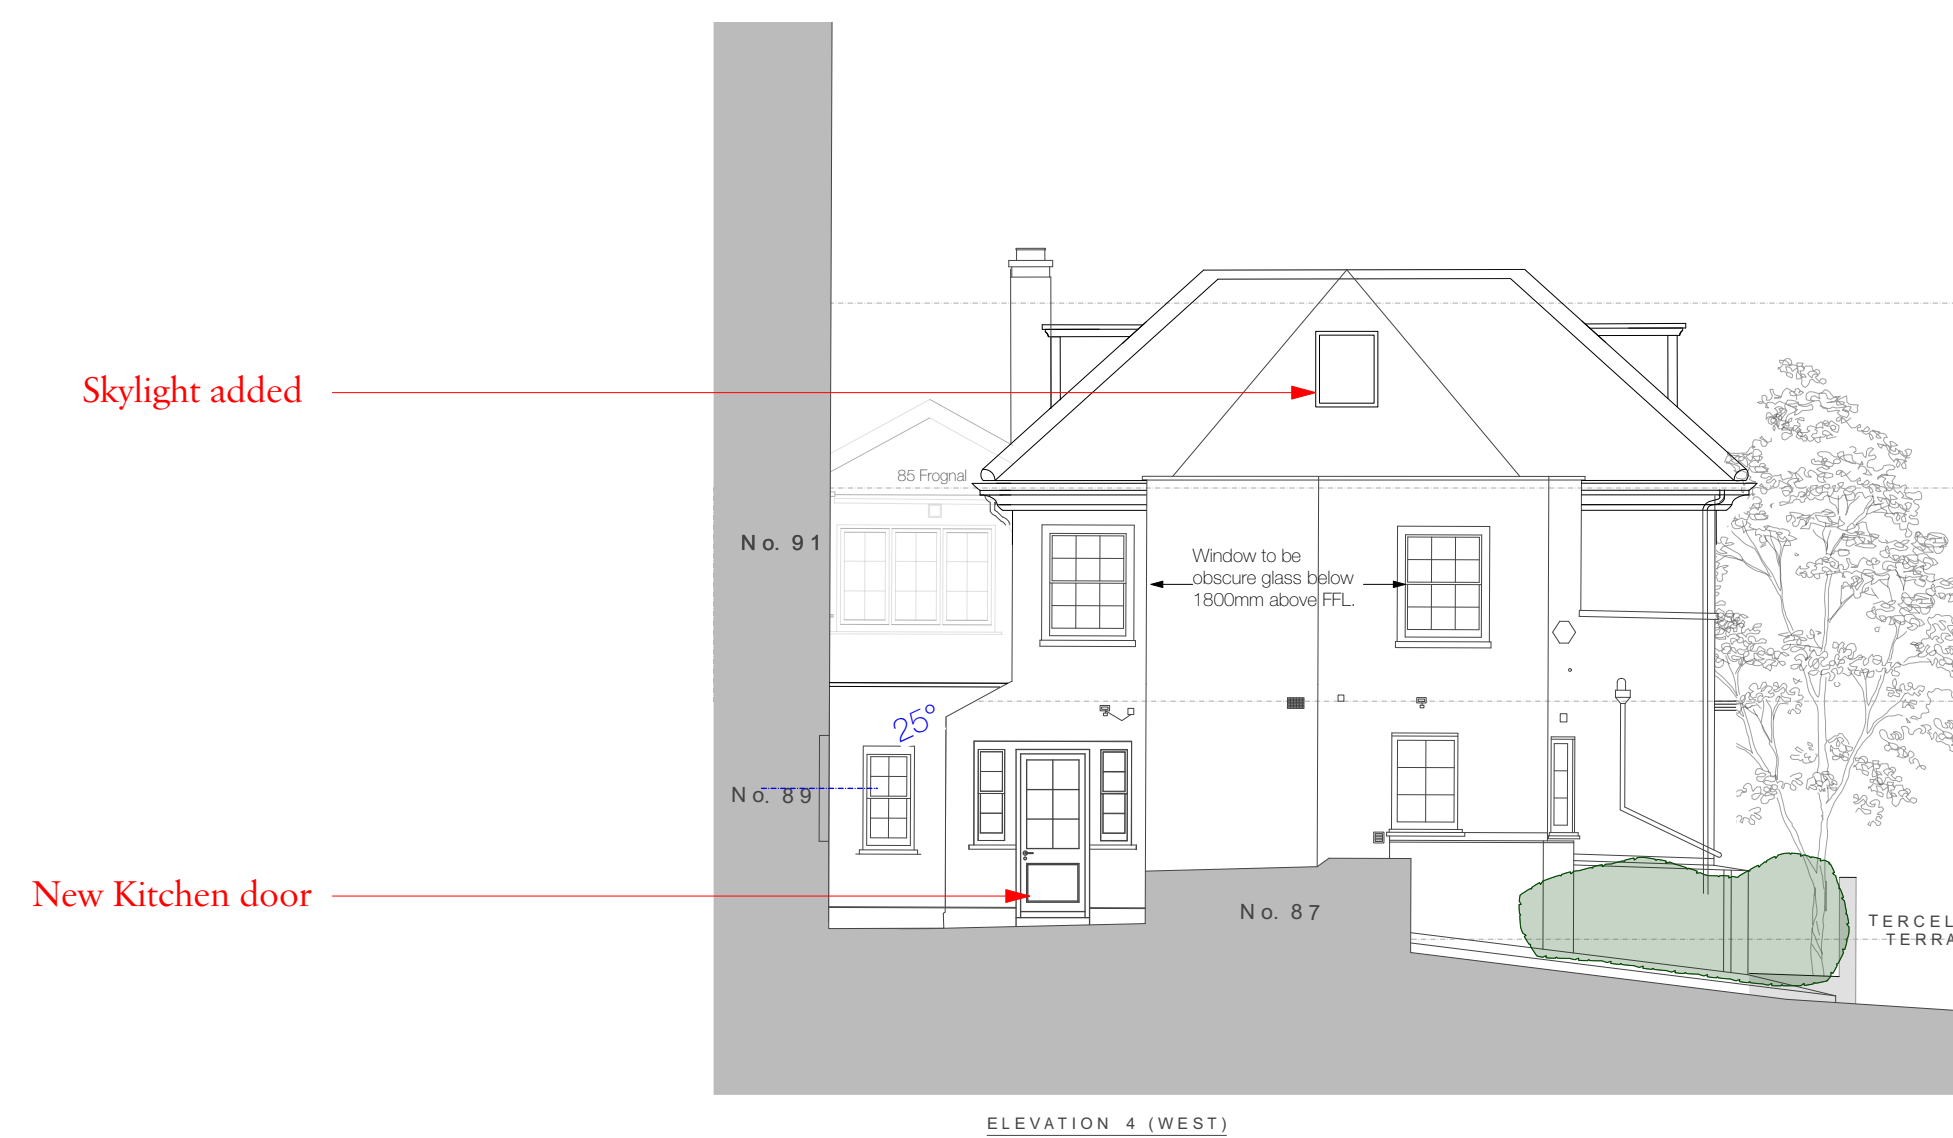 Skylight added
85 Frognal
No. 91
Window to be
obscure glass below
1800mm above FFL.
25°
No. 89
New Kitchen door
No. 87
TERCEL
TERRA
ELEVATION 4 (WEST)